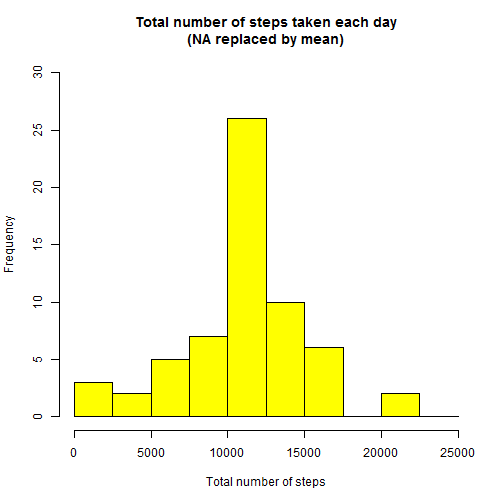 Total number of steps taken each day
(NA replaced by mean)
30
25
20
15
10
5
0
Frequency
0 5000 10000 15000 20000 25000
Total number of steps